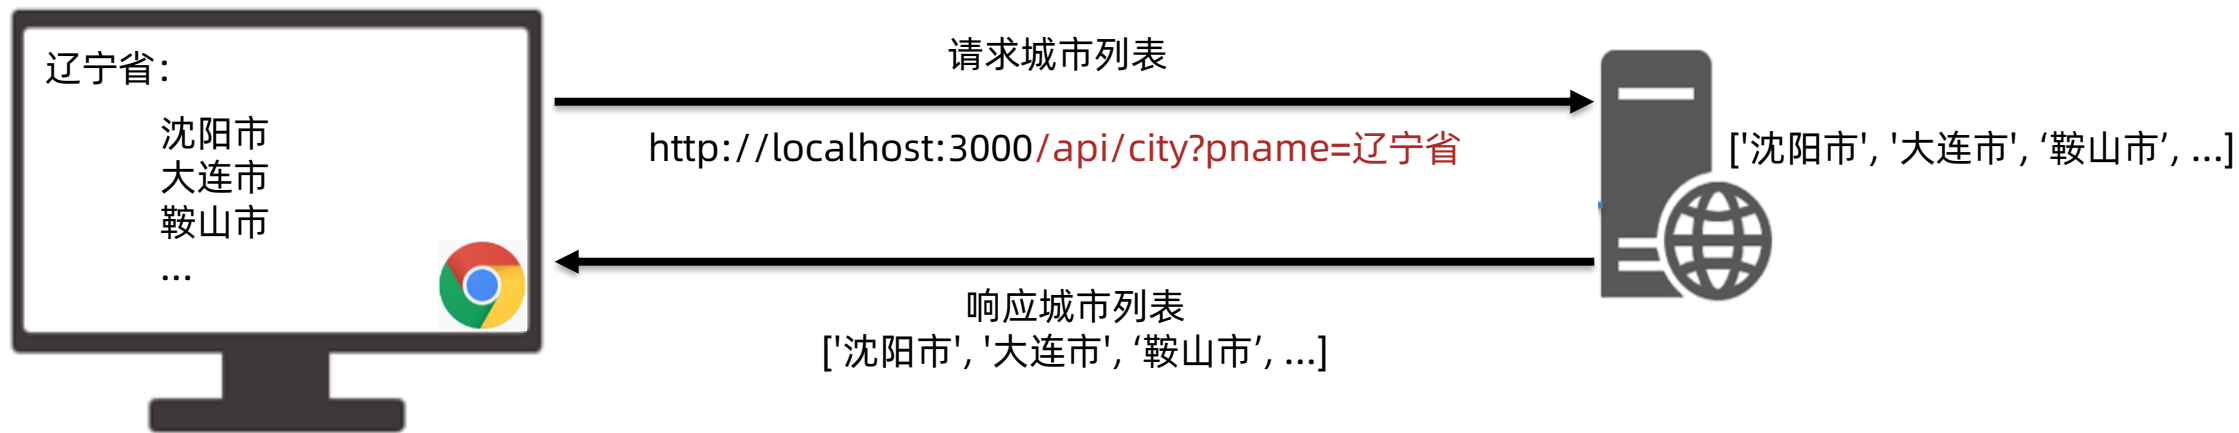 辽宁省：
沈阳市
大连市
鞍山市
...
请求城市列表
http://localhost:3000/api/city?pname=辽宁省
响应城市列表
['沈阳市', '大连市', ‘鞍山市’, ...]
['沈阳市', '大连市', ‘鞍山市’, ...]